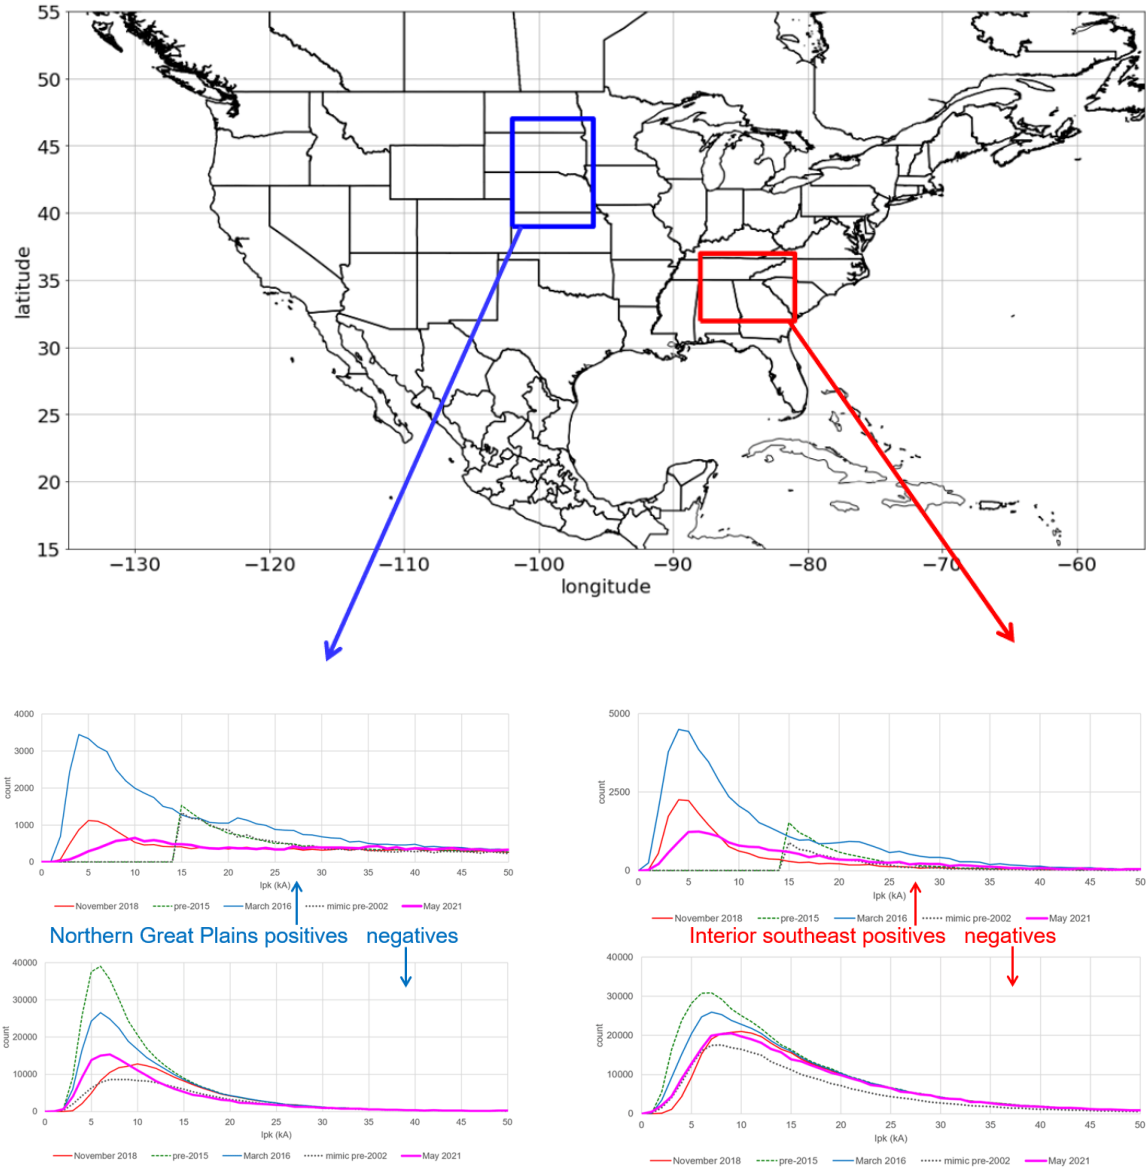 55
50
45
40
35
30
25
20
15
latitude
−130 −120 −110 −100 −90 −80 −70 −60
longitude
4000
3000
2000
1000
0
count
0 5 10 15 20 25 30 35 40 45 50
Ipk (kA)
November 2018 pre-2015 March 2016 mimic pre-2002 May 2021
5000
2500
0
count
0 5 10 15 20 25 30 35 40 45 50
Ipk (kA)
November 2018 pre-2015 March 2016 mimic pre-2002 May 2021
Northern Great Plains positives negatives
Interior southeast positives negatives
40000
30000
20000
10000
0
count
0 5 10 15 20 25 30 35 40 45 50
Ipk (kA)
November 2018 pre-2015 March 2016 mimic pre-2002 May 2021
40000
30000
20000
10000
0
count
0 5 10 15 20 25 30 35 40 45 50
Ipk (kA)
November 2018 pre-2015 March 2016 mimic pre-2002 May 2021